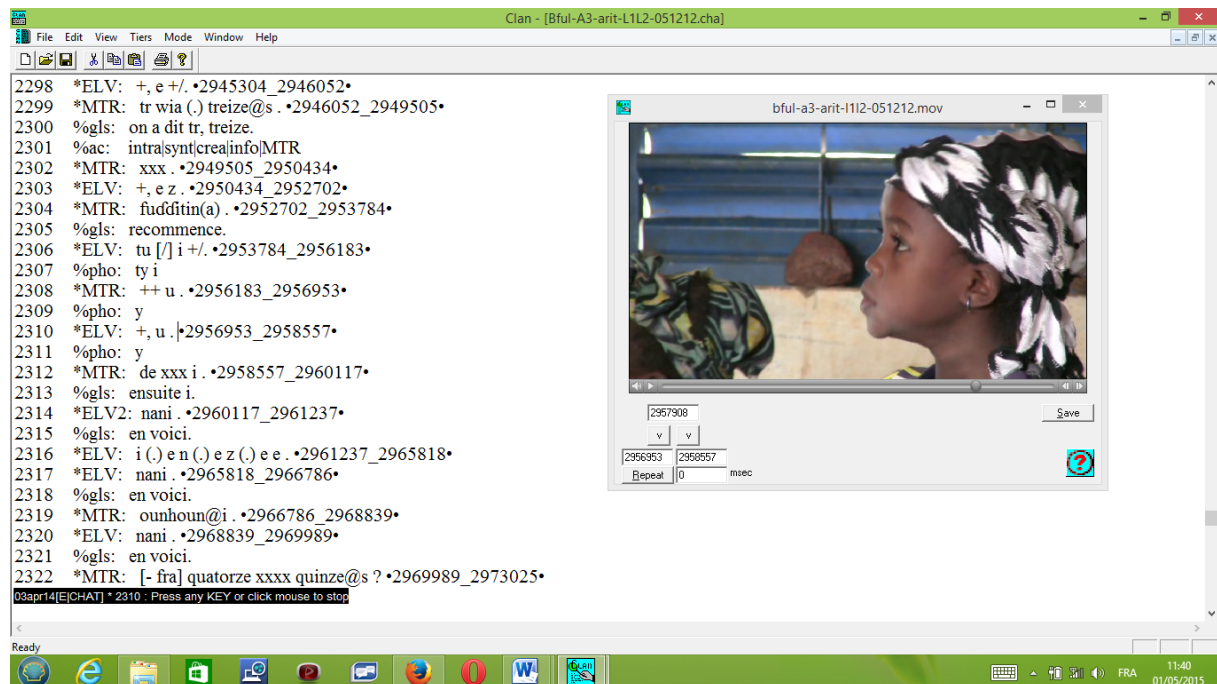 Clan - [Bful-A3-arit-L1L2-051212.cha]
File Edit View Tiers Mode Window Help
2298 *ELV: +, e +/. •2945304_2946052•
2299 *MTR: tr wia (.) treize@s . •2946052_2949505•
2300 %gls: on a dit tr, treize.
2301 %ac: intra|synt|crea|info|MTR
2302 *MTR: xxx . •2949505_2950434•
2303 *ELV: +, e z . •2950434_2952702•
2304 *MTR: fuɗɗitin(a) . •2952702_2953784•
2305 %gls: recommence.
2306 *ELV: tu [/] i +/. •2953784_2956183•
2307 %pho: ty i
2308 *MTR: ++ u . •2956183_2956953•
2309 %pho: y
2310 *ELV: +, u . •2956953_2958557•
2311 %pho: y
2312 *MTR: de xxx i . •2958557_2960117•
2313 %gls: ensuite i.
2314 *ELV2: nani . •2960117_2961237•
2315 %gls: en voici.
2316 *ELV: i (.) e n (.) e z (.) e e . •2961237_2965818•
2317 *ELV: nani . •2965818_2966786•
2318 %gls: en voici.
2319 *MTR: ounhoun@i . •2966786_2968839•
2320 *ELV: nani . •2968839_2969989•
2321 %gls: en voici.
2322 *MTR: [- fra] quatorze xxxx quinze@s ? •2969989_2973025•
03apr14[E|CHAT] * 2310 : Press any KEY or click mouse to stop
bful-a3-arit-l1l2-051212.mov
2957908
Save
v v
2956953 2958557
Repeat 0 msec
Ready
CLAN
FRA
11:40
01/05/2015